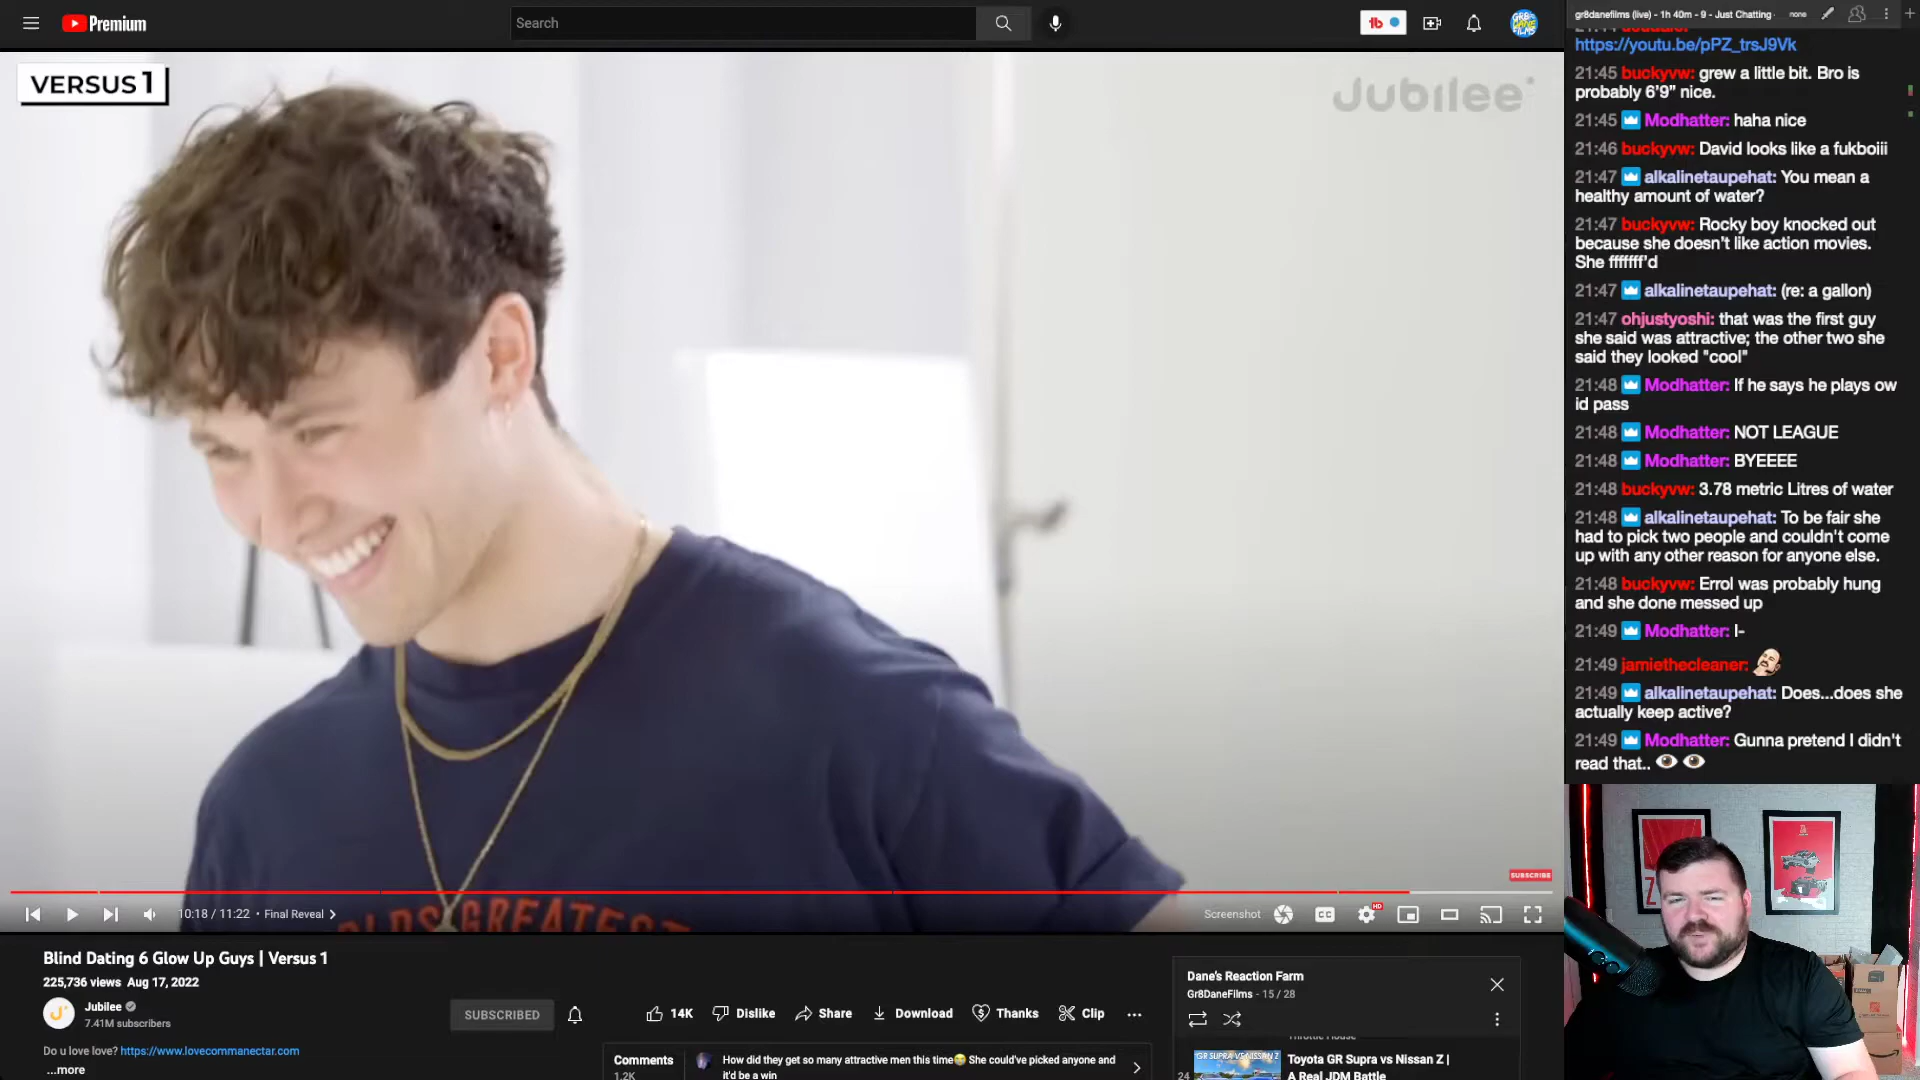 Premium
Search
VERSUS 1
Jubilee
LDS GREATEST
SUBSCRIBE
10:18 / 11:22 • Final Reveal
Screenshot
HD
Blind Dating 6 Glow Up Guys | Versus 1
225,736 views Aug 17, 2022
Jubilee
7.41M subscribers
SUBSCRIBED
14K
Dislike
Share
Download
Thanks
Clip
Do u love love? https://www.lovecommanectar.com
...more
Comments
1.2K
How did they get so many attractive men this time😅 She could've picked anyone and
it'd be a win
Dane's Reaction Farm
Gr8DaneFilms - 15 / 28
Throttle House
24
GR SUPRA VS NISSAN Z
Toyota GR Supra vs Nissan Z |
A Real JDM Battle
gr8danefilms (live) - 1h 40m - 9 - Just Chatting
none
https://youtu.be/pPZ_trsJ9Vk
21:45 buckyvw: grew a little bit. Bro is
probably 6’9” nice.
21:45 Modhatter: haha nice
21:46 buckyvw: David looks like a fukboiii
21:47 alkalinetaupehat: You mean a
healthy amount of water?
21:47 buckyvw: Rocky boy knocked out
because she doesn’t like action movies.
She fffffff’d
21:47 alkalinetaupehat: (re: a gallon)
21:47 ohjustyoshi: that was the first guy
she said was attractive; the other two she
said they looked "cool"
21:48 Modhatter: If he says he plays ow
id pass
21:48 Modhatter: NOT LEAGUE
21:48 Modhatter: BYEEEE
21:48 buckyvw: 3.78 metric Litres of water
21:48 alkalinetaupehat: To be fair she
had to pick two people and couldn't come
up with any other reason for anyone else.
21:48 buckyvw: Errol was probably hung
and she done messed up
21:49 Modhatter: I-
21:49 jamiethecleaner:
21:49 alkalinetaupehat: Does...does she
actually keep active?
21:49 Modhatter: Gunna pretend I didn't
read that.. 👁 👁